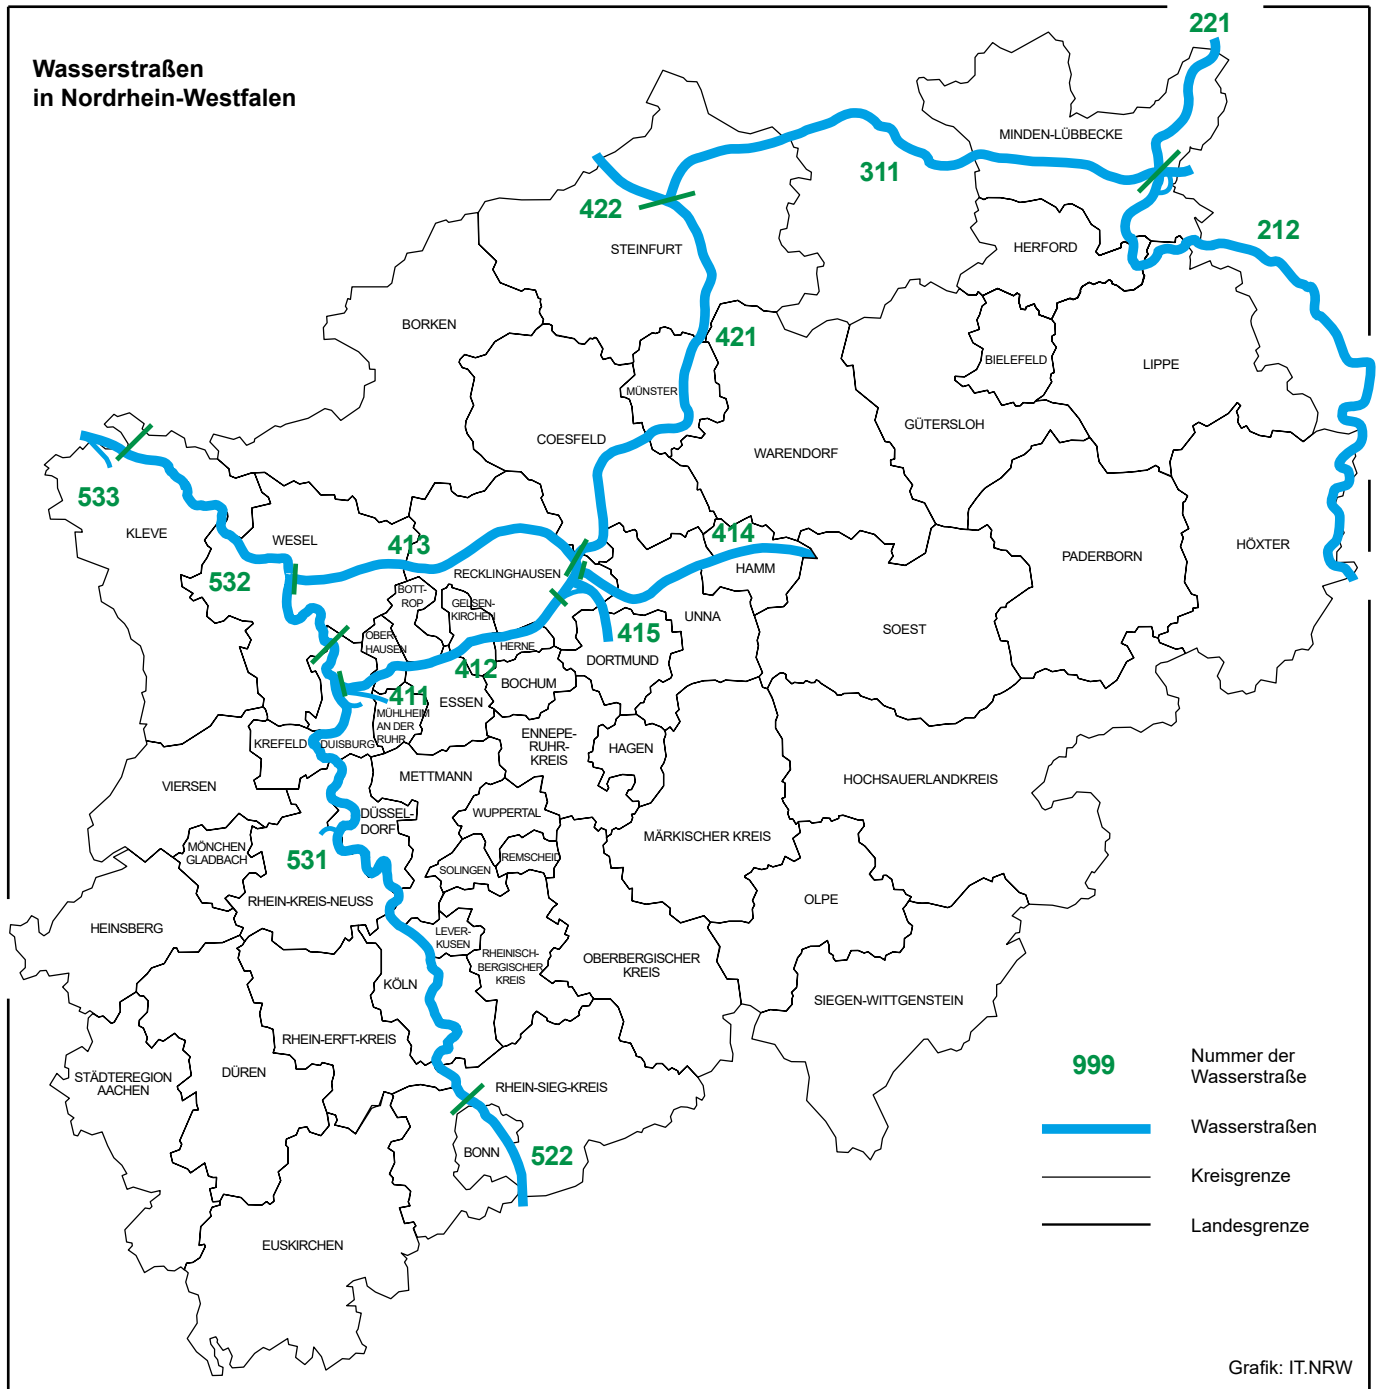 Wasserstraßen
in Nordrhein-Westfalen
221
MINDEN-LÜBBECKE
311
422
212
STEINFURT
HERFORD
BORKEN
421
BIELEFELD
LIPPE
MÜNSTER
GÜTERSLOH
COESFELD
WARENDORF
533
KLEVE
WESEL
413
414
HÖXTER
PADERBORN
532
RECKLINGHAUSEN
HAMM
BOTT-
ROP
GELSEN-
KIRCHEN
UNNA
SOEST
OBER-
HAUSEN
HERNE
415
DORTMUND
412
BOCHUM
411
ESSEN
MÜHLHEIM
AN DER
RUHR
KREFELD
DUISBURG
ENNEPE-
RUHR-
KREIS
HAGEN
METTMANN
HOCHSAUERLANDKREIS
VIERSEN
WUPPERTAL
DÜSSEL-
DORF
MÄRKISCHER KREIS
MÖNCHEN
GLADBACH
531
REMSCHEID
SOLINGEN
RHEIN-KREIS-NEUSS
OLPE
HEINSBERG
LEVER-
KUSEN
RHEINISCH-
BERGISCHER
KREIS
OBERBERGISCHER
KREIS
KÖLN
SIEGEN-WITTGENSTEIN
RHEIN-ERFT-KREIS
STÄDTEREGION
AACHEN
DÜREN
RHEIN-SIEG-KREIS
BONN
522
EUSKIRCHEN
999
Nummer der
Wasserstraße
Wasserstraßen
Kreisgrenze
Landesgrenze
Grafik: IT.NRW